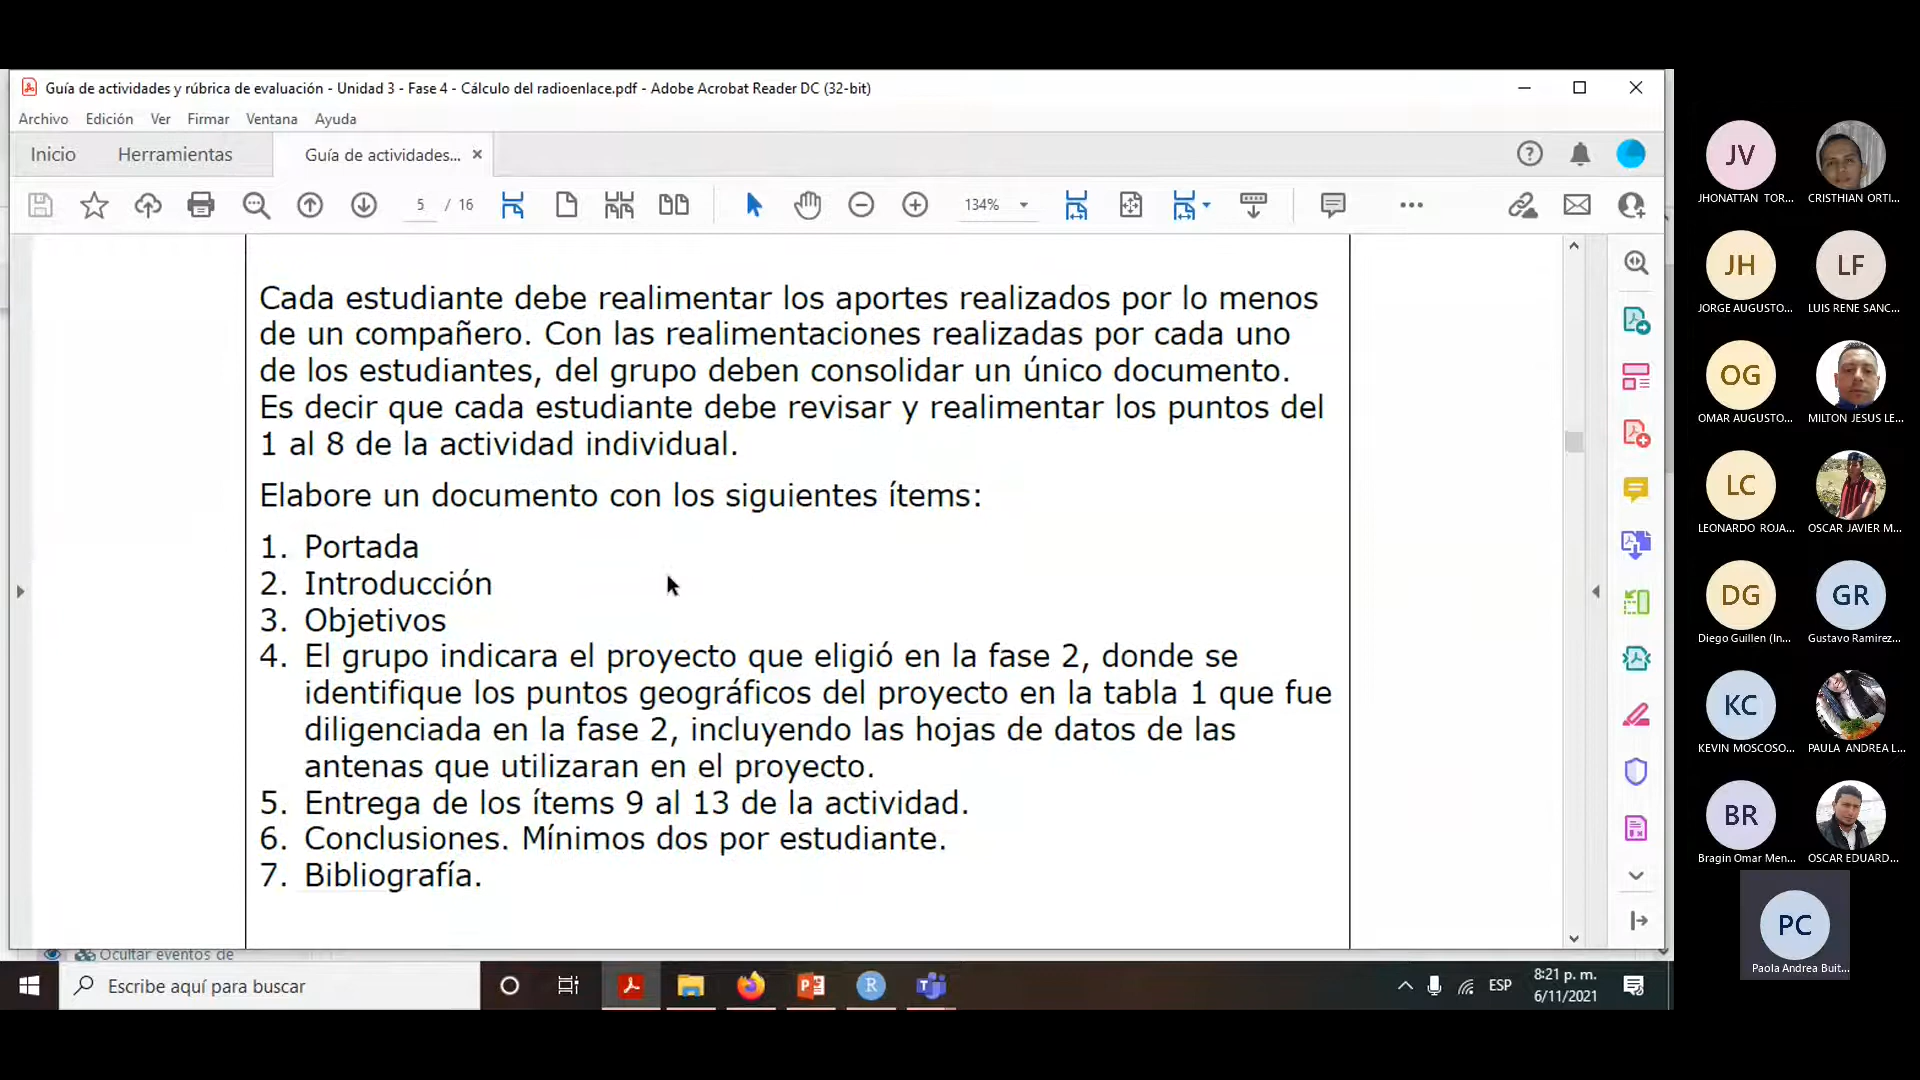 Guía de actividades y rúbrica de evaluación - Unidad 3 - Fase 4 - Cálculo del radioenlace.pdf - Adobe Acrobat Reader DC (32-bit)
Archivo Edición Ver Firmar Ventana Ayuda
Inicio Herramientas Guía de actividades...
5 / 16 134%
Cada estudiante debe realimentar los aportes realizados por lo menos
de un compañero. Con las realimentaciones realizadas por cada uno
de los estudiantes, del grupo deben consolidar un único documento.
Es decir que cada estudiante debe revisar y realimentar los puntos del
1 al 8 de la actividad individual.
Elabore un documento con los siguientes ítems:
1. Portada
2. Introducción
3. Objetivos
4. El grupo indicara el proyecto que eligió en la fase 2, donde se
identifique los puntos geográficos del proyecto en la tabla 1 que fue
diligenciada en la fase 2, incluyendo las hojas de datos de las
antenas que utilizaran en el proyecto.
5. Entrega de los ítems 9 al 13 de la actividad.
6. Conclusiones. Mínimos dos por estudiante.
7. Bibliografía.
Ocultar eventos de
Escribe aquí para buscar
ESP
8:21 p. m.
6/11/2021
JV
JHONATTAN TOR... CRISTHIAN ORTI...
JH LF
JORGE AUGUSTO... LUIS RENE SANC...
OG
OMAR AUGUSTO... MILTON JESUS LE...
LC
LEONARDO ROJA... OSCAR JAVIER M...
DG GR
Diego Guillen (In... Gustavo Ramirez...
KC
KEVIN MOSCOSO... PAULA ANDREA L...
BR
Bragin Omar Men... OSCAR EDUARD...
PC
Paola Andrea Buit...